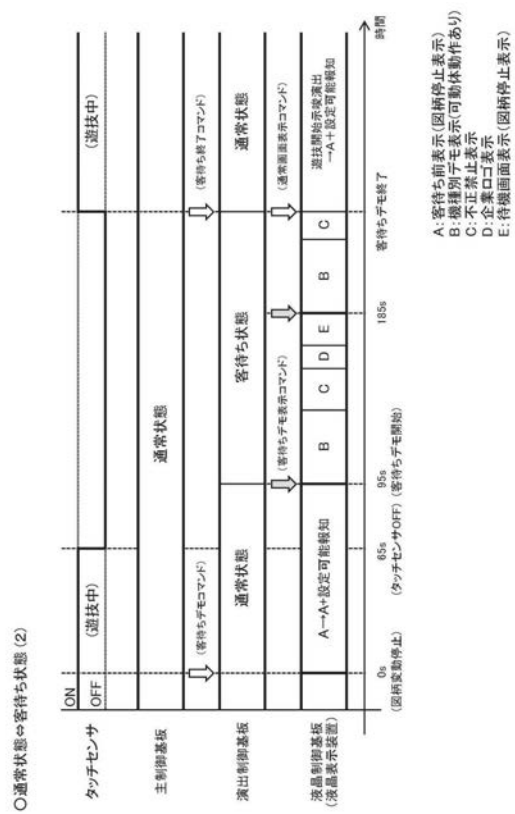 ○通常状態⇔客待ち状態(2)
タッチセンサ
ON
OFF
(遊技中)
(遊技中)
主制御基板
通常状態
(客待ちデモコマンド)
(客待ち終了コマンド)
演出制御基板
通常状態
客待ち状態
通常状態
(客待ちデモ表示コマンド)
(通常画面表示コマンド)
液晶制御基板
(液晶表示装置)
A→A+設定可能報知
B
C
D
E
B
C
遊技開始示唆演出
→A+設定可能報知
0s
(図柄変動停止)
65s
(タッチセンサOFF)
95s
(客待ちデモ開始)
185s
客待ちデモ終了
時間
A:客待ち前表示(図柄停止表示)
B:機種別デモ表示(可動体動作あり)
C:不正禁止表示
D:企業ロゴ表示
E:待機画面表示(図柄停止表示)